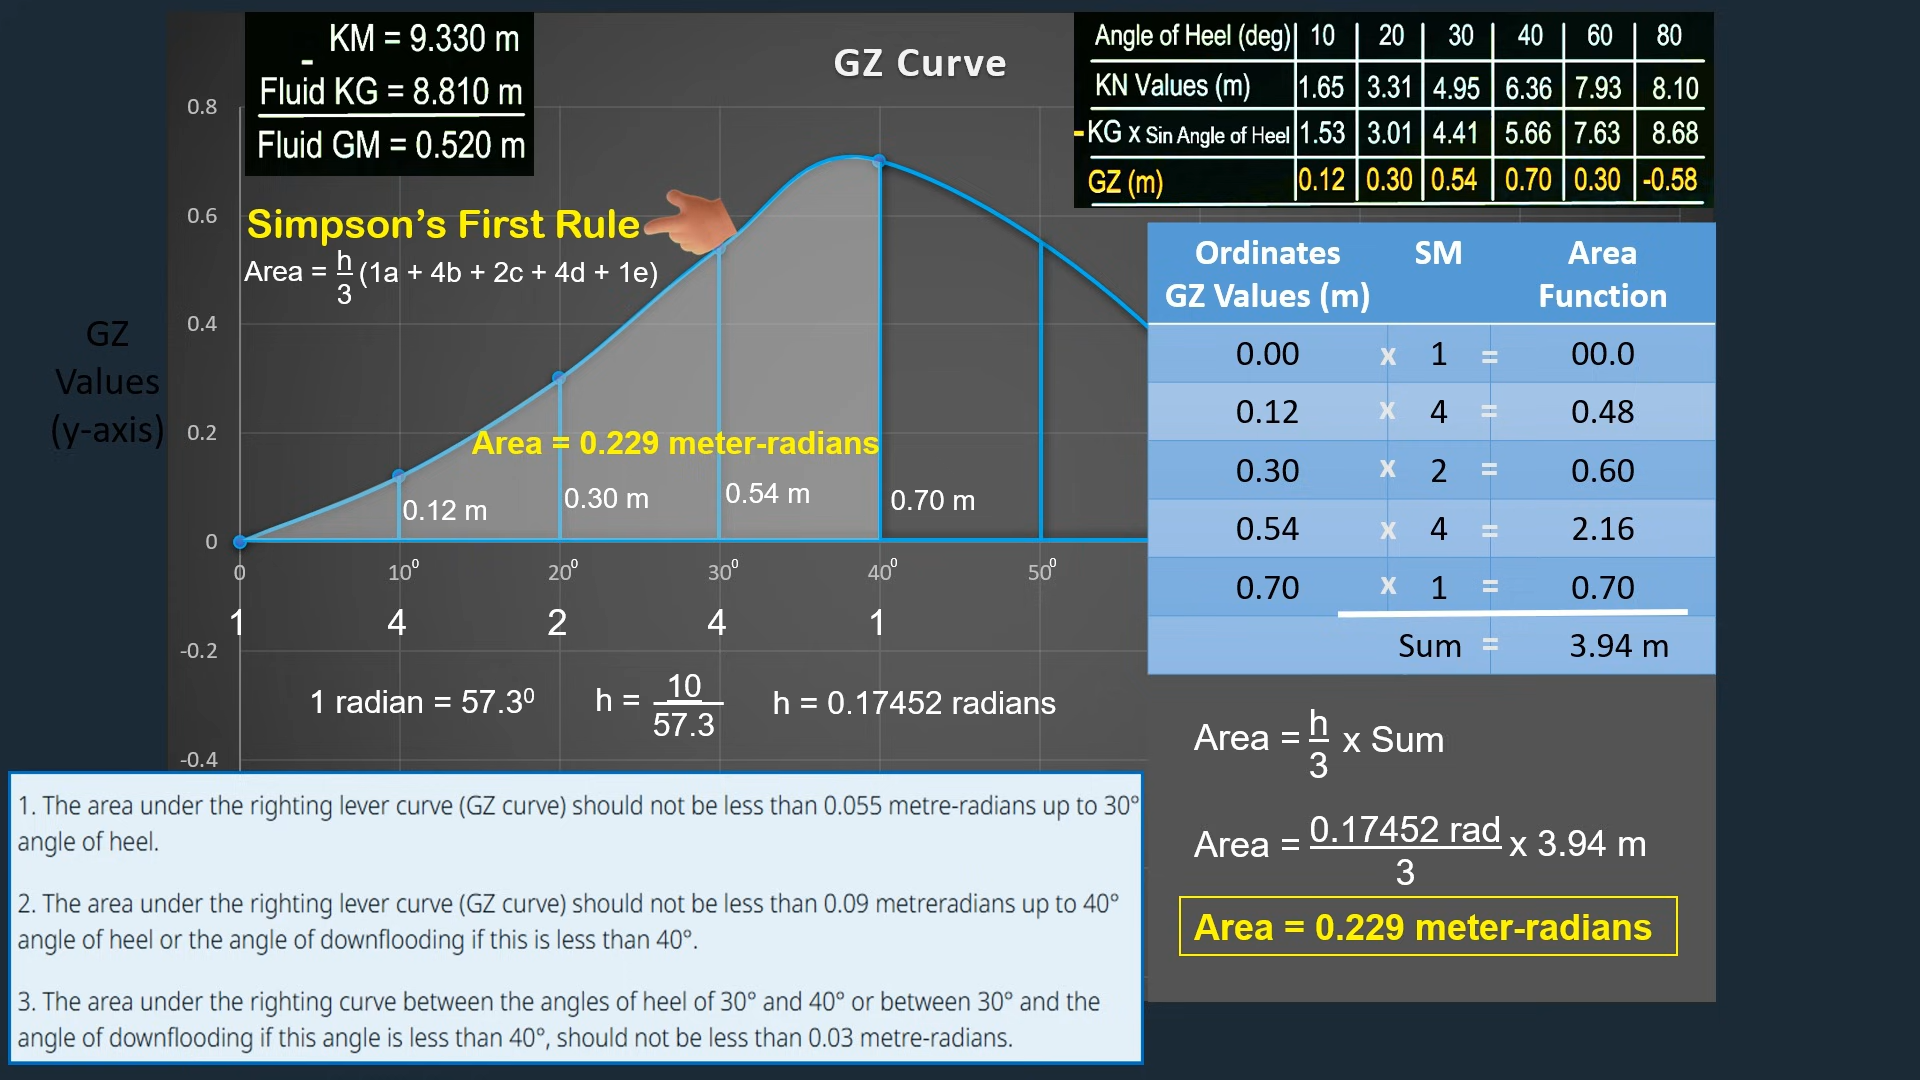 KM = 9.330 m
-
Fluid KG = 8.810 m
Fluid GM = 0.520 m
GZ Curve
Angle of Heel (deg) 10 20 30 40 60 80
KN Values (m) 1.65 3.31 4.95 6.36 7.93 8.10
-KG x Sin Angle of Heel 1.53 3.01 4.41 5.66 7.63 8.68
GZ (m) 0.12 0.30 0.54 0.70 0.30 -0.58
Simpson's First Rule
Area = h/3 (1a + 4b + 2c + 4d + 1e)
GZ
Values
(y-axis)
0.8
0.6
0.4
0.2
0
-0.2
-0.4
Area = 0.229 meter-radians
0.12 m
0.30 m
0.54 m
0.70 m
0 10⁰ 20⁰ 30⁰ 40⁰ 50⁰
1 4 2 4 1
1 radian = 57.3⁰ h = 10/57.3 h = 0.17452 radians
Ordinates SM Area
GZ Values (m) Function
0.00 x 1 = 00.0
0.12 x 4 = 0.48
0.30 x 2 = 0.60
0.54 x 4 = 2.16
0.70 x 1 = 0.70
Sum = 3.94 m
Area = h/3 x Sum
Area = 0.17452 rad/3 x 3.94 m
Area = 0.229 meter-radians
1. The area under the righting lever curve (GZ curve) should not be less than 0.055 metre-radians up to 30°
angle of heel.
2. The area under the righting lever curve (GZ curve) should not be less than 0.09 metreradians up to 40°
angle of heel or the angle of downflooding if this is less than 40°.
3. The area under the righting curve between the angles of heel of 30° and 40° or between 30° and the
angle of downflooding if this angle is less than 40°, should not be less than 0.03 metre-radians.